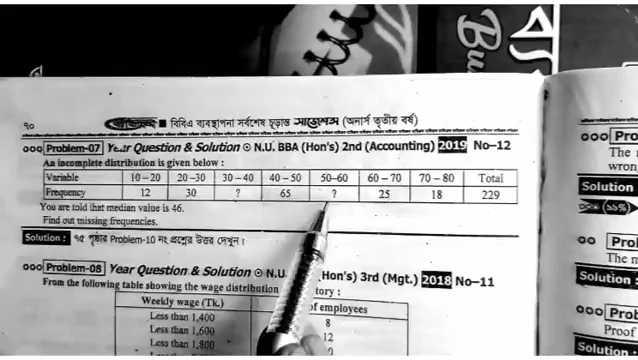 ৭০ বিবিএ ব্যবস্থাপনা সর্বশেষ চূড়ান্ত সাজেশন্স (অনার্স তৃতীয় বর্ষ)
Problem-07 Year Question & Solution N.U. BBA (Hon's) 2nd (Accounting) 2019 No–12
An incomplete distribution is given below :
Variable 10 – 20 20 –30 30 – 40 40 – 50 50–60 60 – 70 70 – 80 Total
Frequency 12 30 ? 65 ? 25 18 229
You are told that median value is 46.
Find out missing frequencies.
Solution : ৭৫ পৃষ্ঠার Problem-10 নং প্রশ্নের উত্তর দেখুন।
Problem-08 Year Question & Solution N.U. (Hon's) 3rd (Mgt.) 2018 No–11
From the following table showing the wage distribution ory :
Weekly wage (Tk.) of employees
Less than 1,400 8
Less than 1,600 12
Less than 1,800
Bu
The
wrong
Solution
Solution :
Proof